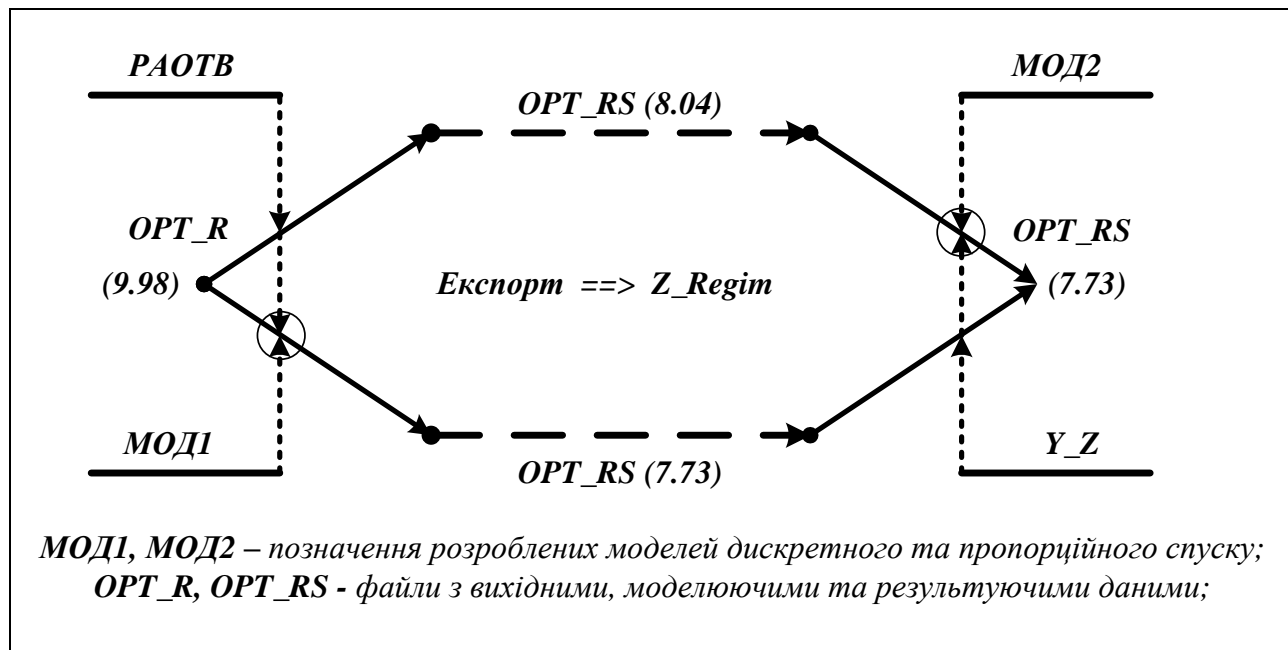 РАОТВ
МОД2
OPT_RS (8.04)
OPT_R
OPT_RS
(9.98)
Експорт ==> Z_Regim
(7.73)
МОД1
Y_Z
OPT_RS (7.73)
МОД1, МОД2 – позначення розроблених моделей дискретного та пропорційного спуску;
OPT_R, OPT_RS - файли з вихідними, моделюючими та результуючими даними;